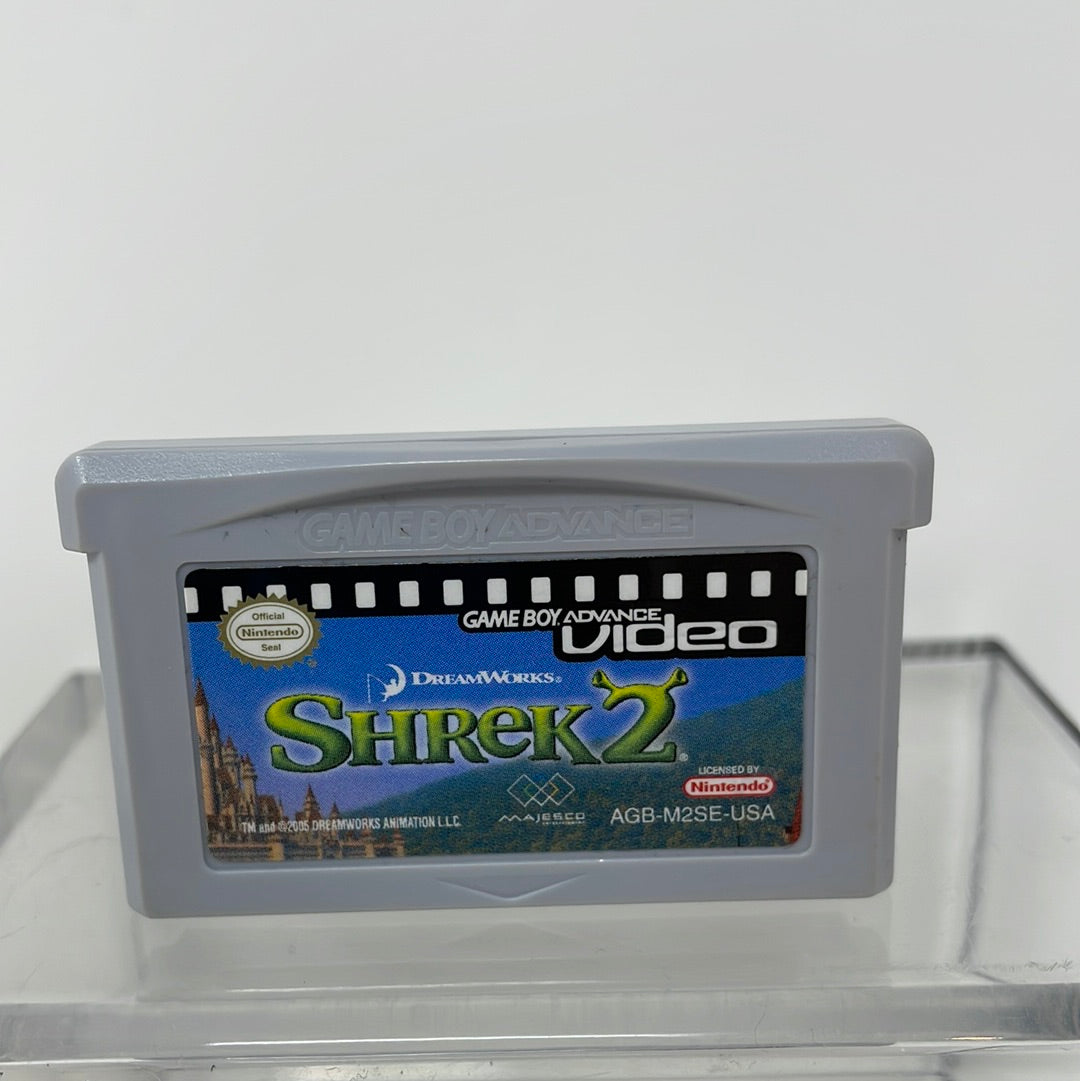 GAME BOY ADVANCE
Official
Nintendo
Seal
GAME BOY ADVANCE
video
DREAMWORKS®
SHREK 2®
LICENSED BY
Nintendo®
MAJESCO
AGB-M2SE-USA
TM and ©2005 DREAMWORKS ANIMATION L.L.C.